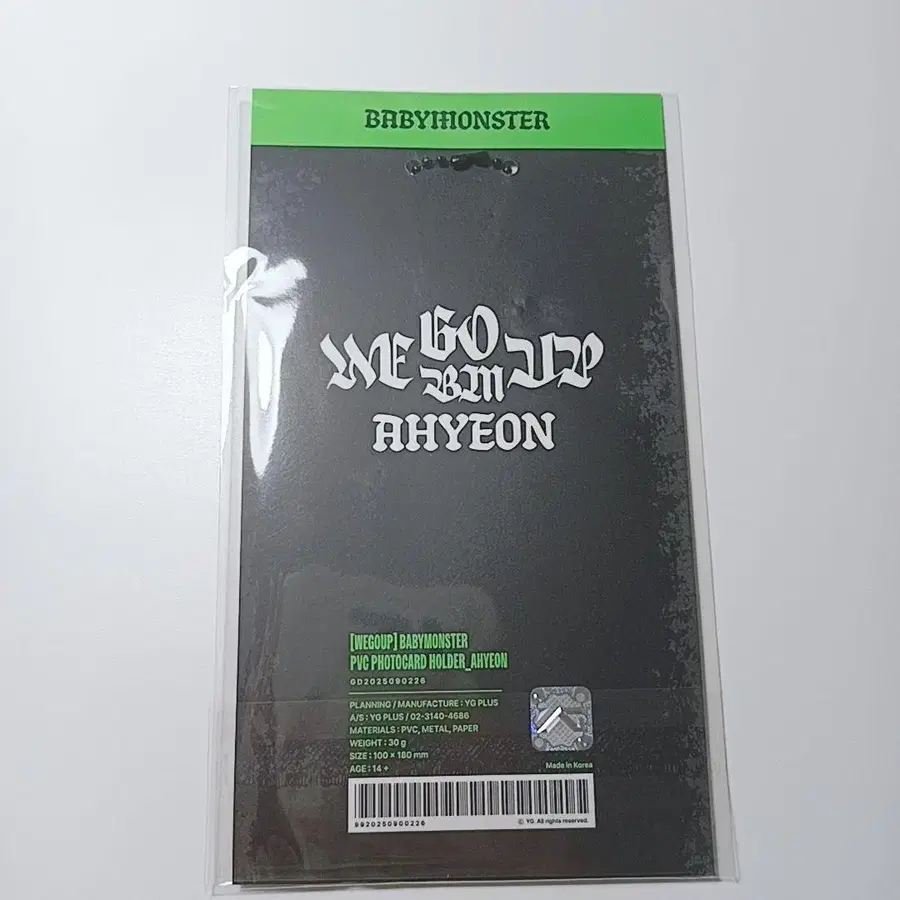 BABYMONSTER
WE GO UP
BM
AHYEON
[WEGOUP] BABYMONSTER
PVC PHOTOCARD HOLDER_AHYEON
GD2025090226
PLANNING / MANUFACTURE : YG PLUS
A/S : YG PLUS / 02-3140-4686
MATERIALS : PVC, METAL, PAPER
WEIGHT : 30 g
SIZE : 100 × 180 mm
AGE : 14 +
Made in Korea
9920250900226
© YG. All rights reserved.